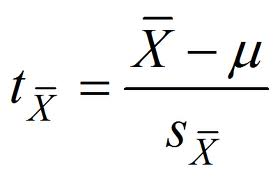 t_X̅ = (X̅ − μ) / s_X̅